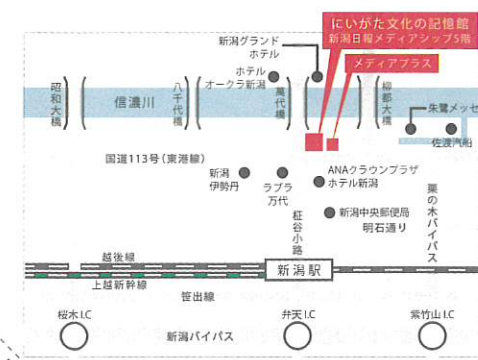 にいがた文化の記憶館
新潟日報メディアシップ5階
メディアプラス
新潟グランド
ホテル
ホテル
オークラ新潟
昭和大橋
信濃川
八千代橋
萬代橋
柳都大橋
朱鷺メッセ
佐渡汽船
国道113号(東港線)
新潟
伊勢丹
ラブラ
万代
ANAクラウンプラザ
ホテル新潟
新潟中央郵便局
明石通り
柾谷小路
栗の木バイパス
越後線
新潟駅
上越新幹線
笹出線
桜木I.C
弁天I.C
紫竹山I.C
新潟バイパス